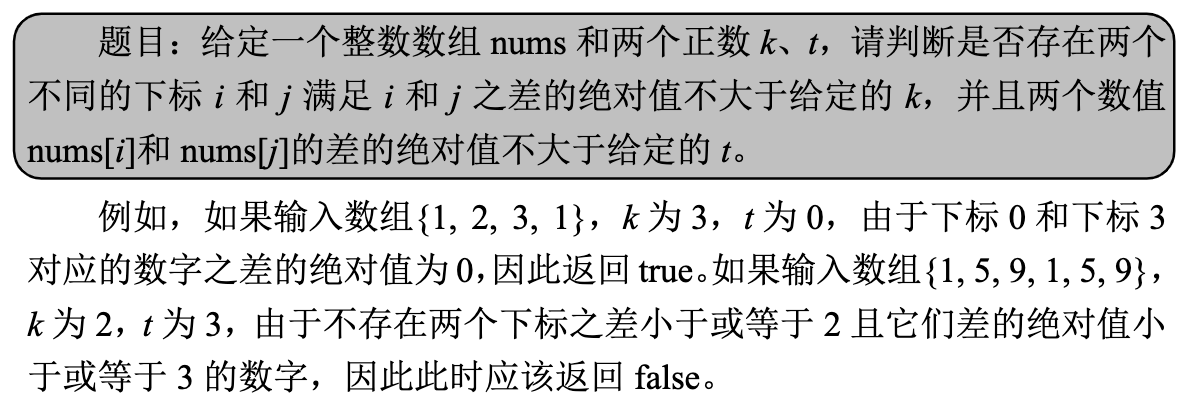 题目：给定一个整数数组 nums 和两个正数 k、t，请判断是否存在两个
不同的下标 i 和 j 满足 i 和 j 之差的绝对值不大于给定的 k，并且两个数值
nums[i]和 nums[j]的差的绝对值不大于给定的 t。
例如，如果输入数组{1, 2, 3, 1}，k 为 3，t 为 0，由于下标 0 和下标 3
对应的数字之差的绝对值为 0，因此返回 true。如果输入数组{1, 5, 9, 1, 5, 9}，
k 为 2，t 为 3，由于不存在两个下标之差小于或等于 2 且它们差的绝对值小
于或等于 3 的数字，因此此时应该返回 false。